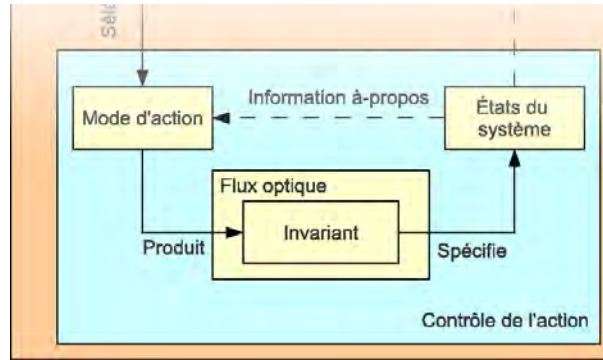 Information à-propos
Mode d'action
États du
système
Flux optique
Invariant
Produit
Spécifie
Contrôle de l'action